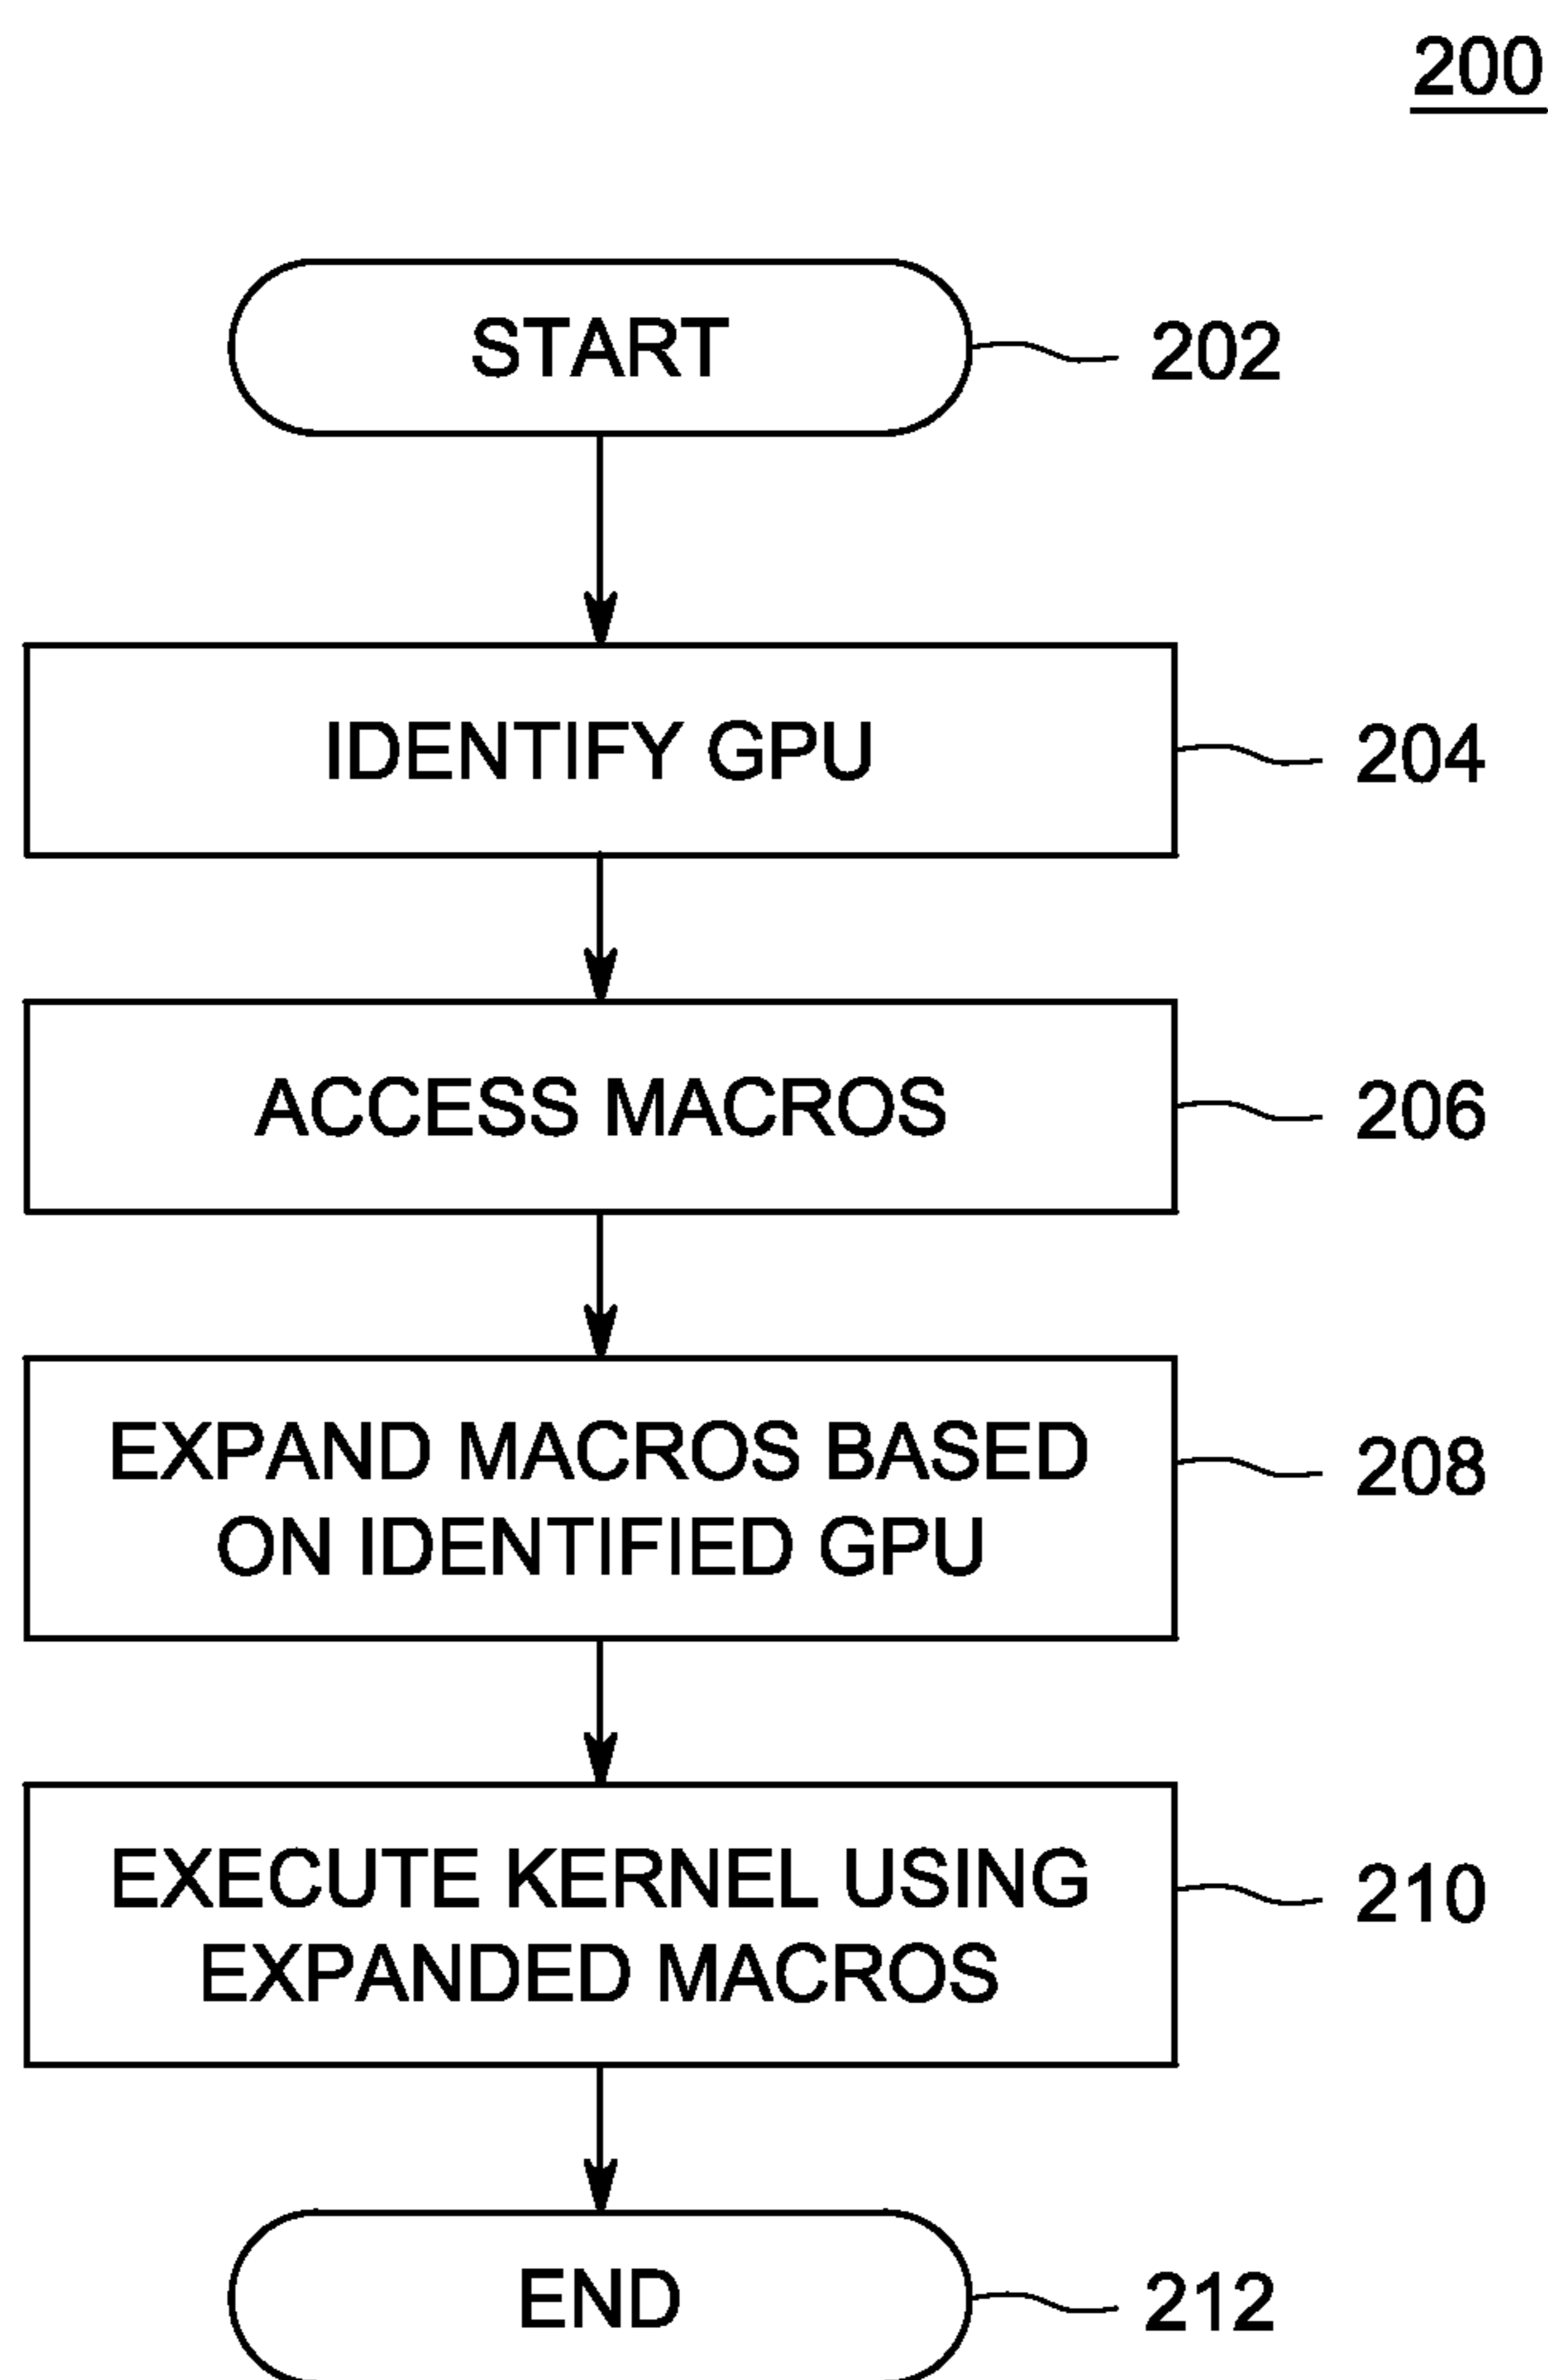 200
START
202
IDENTIFY GPU
204
ACCESS MACROS
206
EXPAND MACROS BASED
ON IDENTIFIED GPU
208
EXECUTE KERNEL USING
EXPANDED MACROS
210
END
212